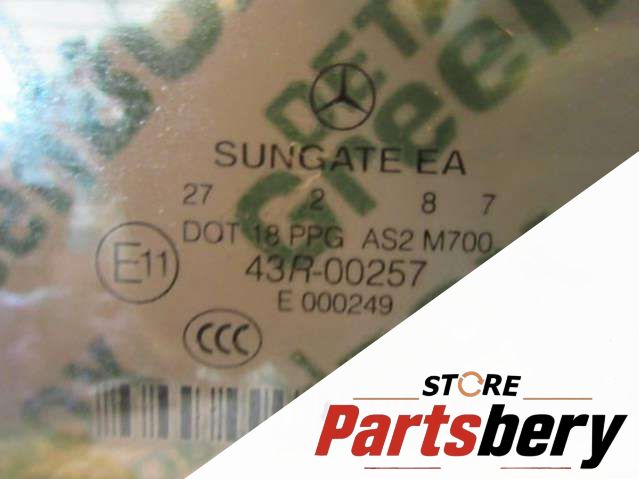 SUNGATE EA
27 2 8 7
DOT 18 PPG AS2 M700
E11 43R-00257
E 000249
CCC
STORE
Partsbery